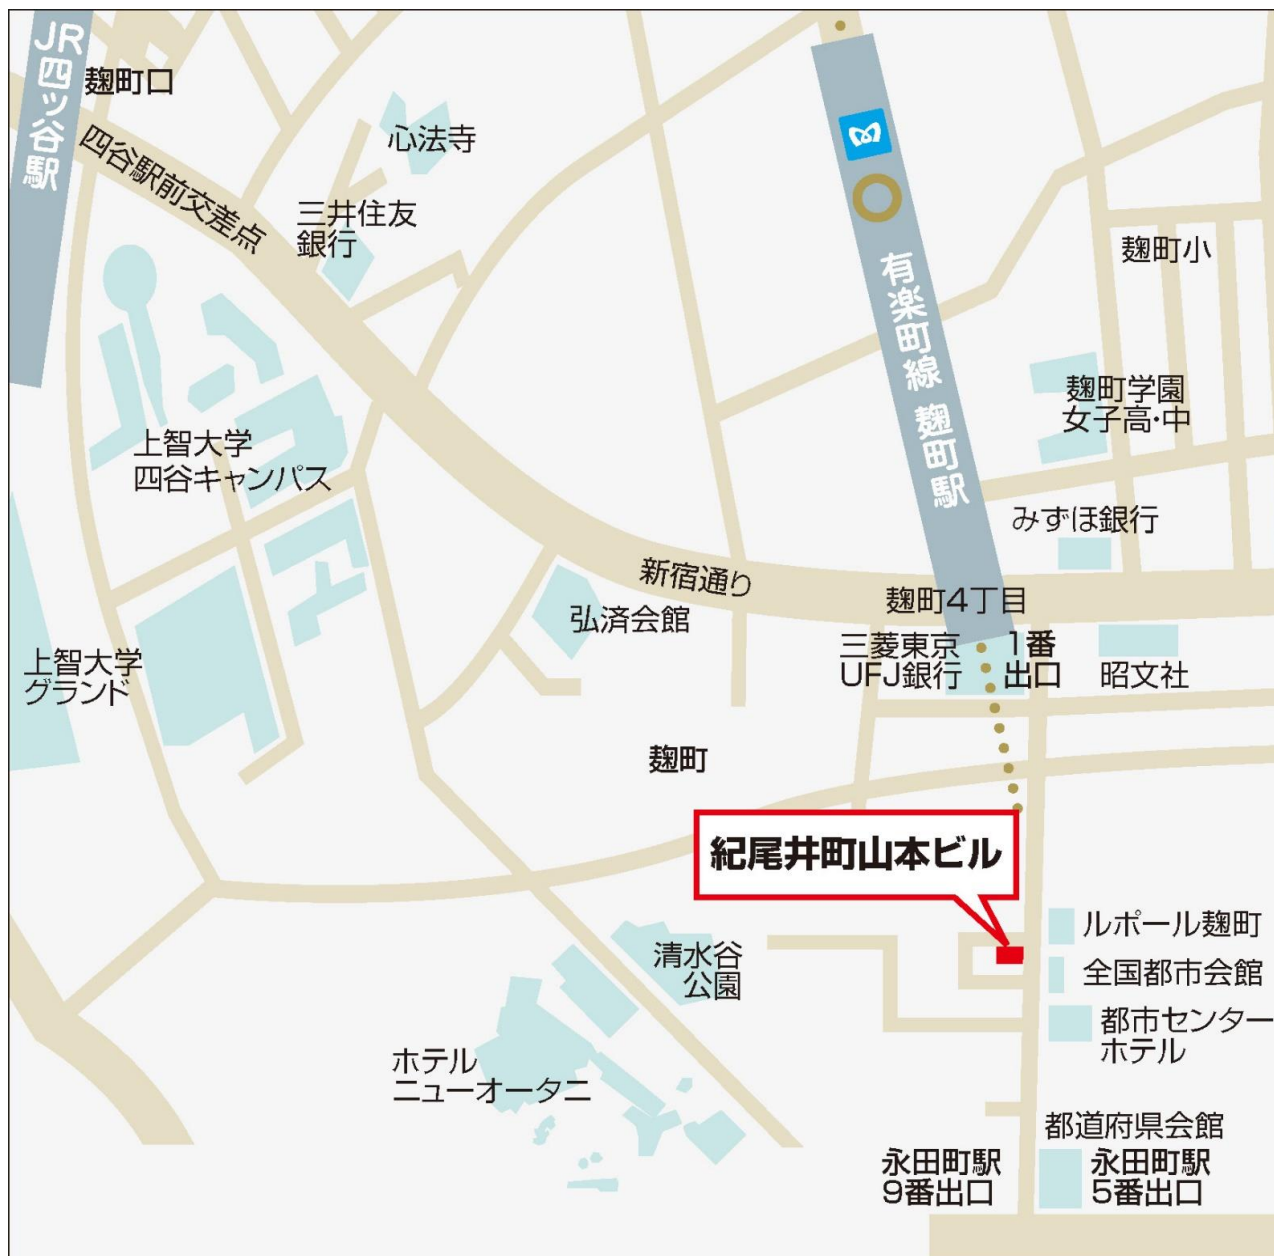 JR四ツ谷駅
麹町口
四谷駅前交差点
心法寺
三井住友
銀行
有楽町線 麹町駅
麹町小
麹町学園
女子高・中
上智大学
四谷キャンパス
みずほ銀行
新宿通り
麹町4丁目
弘済会館
三菱東京
UFJ銀行
1番
出口
昭文社
上智大学
グランド
麹町
紀尾井町山本ビル
ルポール麹町
清水谷
公園
全国都市会館
都市センター
ホテル
ホテル
ニューオータニ
都道府県会館
永田町駅
9番出口
永田町駅
5番出口